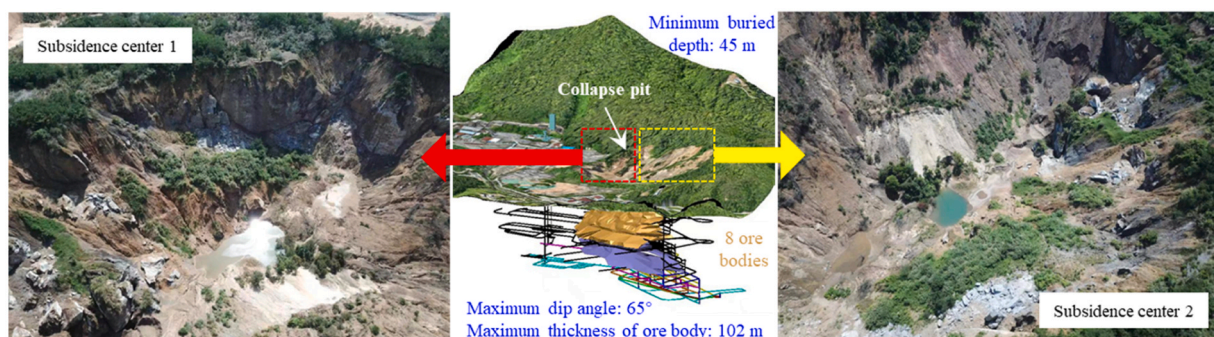 Subsidence center 1
Minimum buried
depth: 45 m
Collapse pit
8 ore
bodies
Maximum dip angle: 65°
Maximum thickness of ore body: 102 m
Subsidence center 2